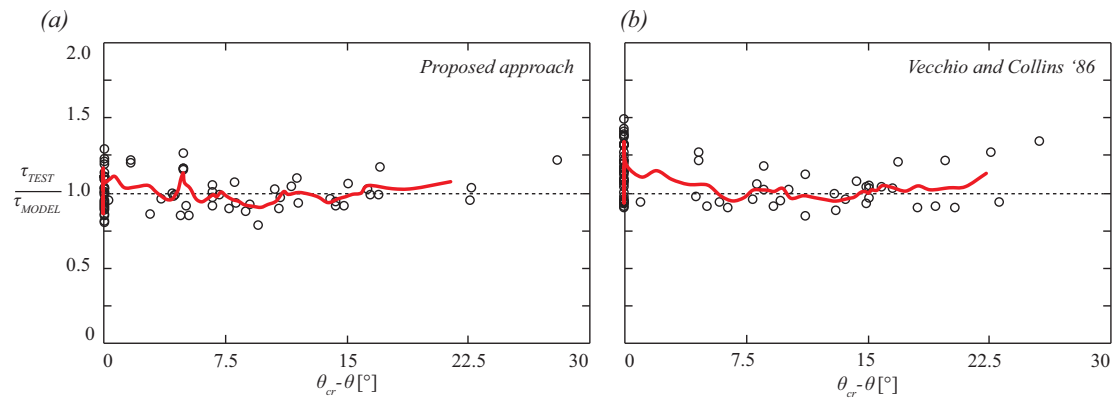 (a)
(b)
2.0
1.5
1.0
0.5
0
τTEST
τMODEL
Proposed approach
0 7.5 15 22.5 30
θcr-θ [°]
Vecchio and Collins ‘86
0 7.5 15 22.5 30
θcr-θ [°]